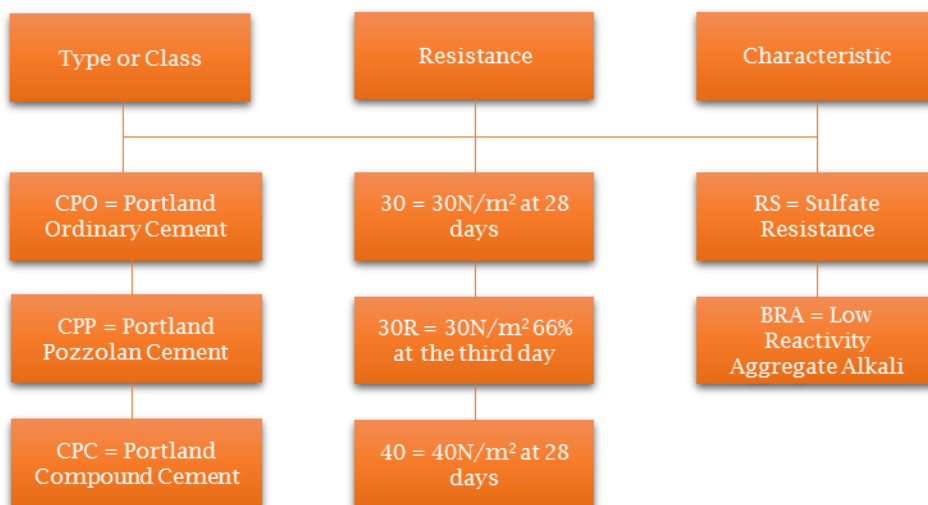 Type or Class
Resistance
Characteristic
CPO = Portland
Ordinary Cement
30 = 30N/m² at 28
days
RS = Sulfate
Resistance
CPP = Portland
Pozzolan Cement
30R = 30N/m² 66%
at the third day
BRA = Low
Reactivity
Aggregate Alkali
CPC = Portland
Compound Cement
40 = 40N/m² at 28
days